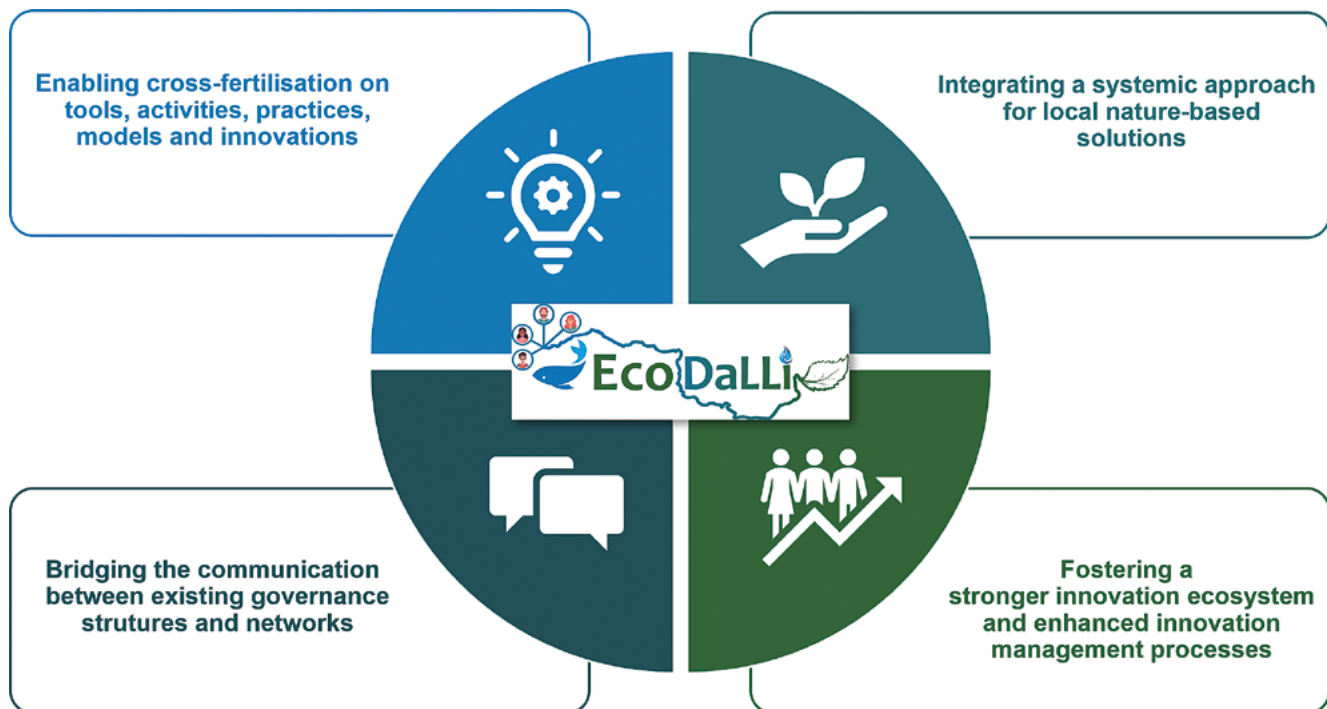 Enabling cross-fertilisation on
tools, activities, practices,
models and innovations
Integrating a systemic approach
for local nature-based
solutions
EcoDaLLi
Bridging the communication
between existing governance
strutures and networks
Fostering a
stronger innovation ecosystem
and enhanced innovation
management processes